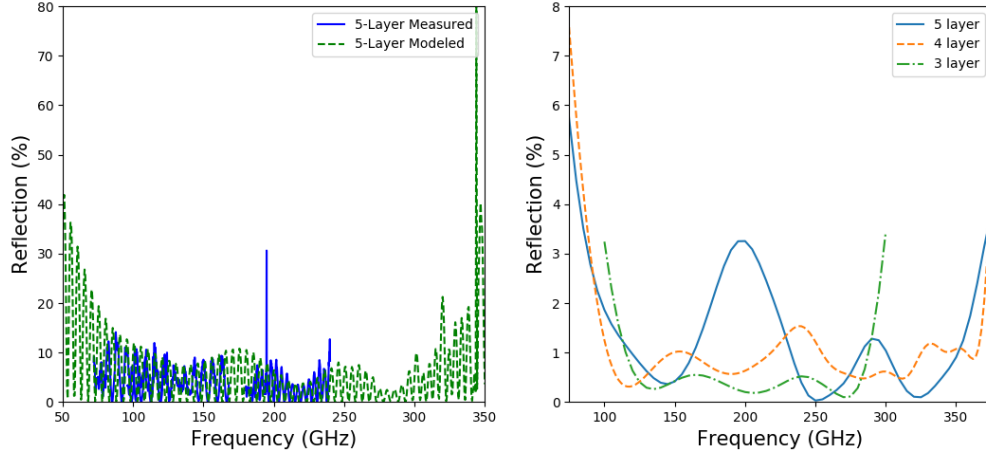 80
70
60
50
40
30
20
10
0
Reflection (%)
5-Layer Measured
5-Layer Modeled
50 100 150 200 250 300 350
Frequency (GHz)
8
7
6
5
4
3
2
1
0
Reflection (%)
5 layer
4 layer
3 layer
100 150 200 250 300 350
Frequency (GHz)